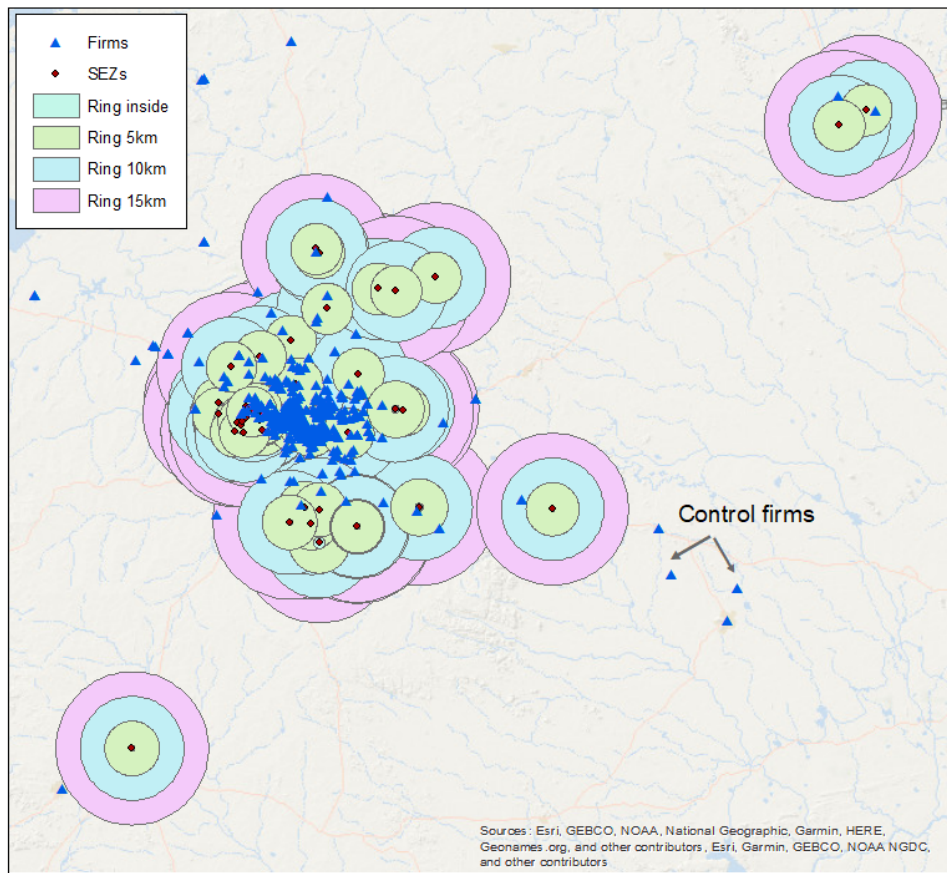 Firms
SEZs
Ring inside
Ring 5km
Ring 10km
Ring 15km
Control firms
Sources: Esri, GEBCO, NOAA, National Geographic, Garmin, HERE,
Geonames.org, and other contributors, Esri, Garmin, GEBCO, NOAA NGDC,
and other contributors